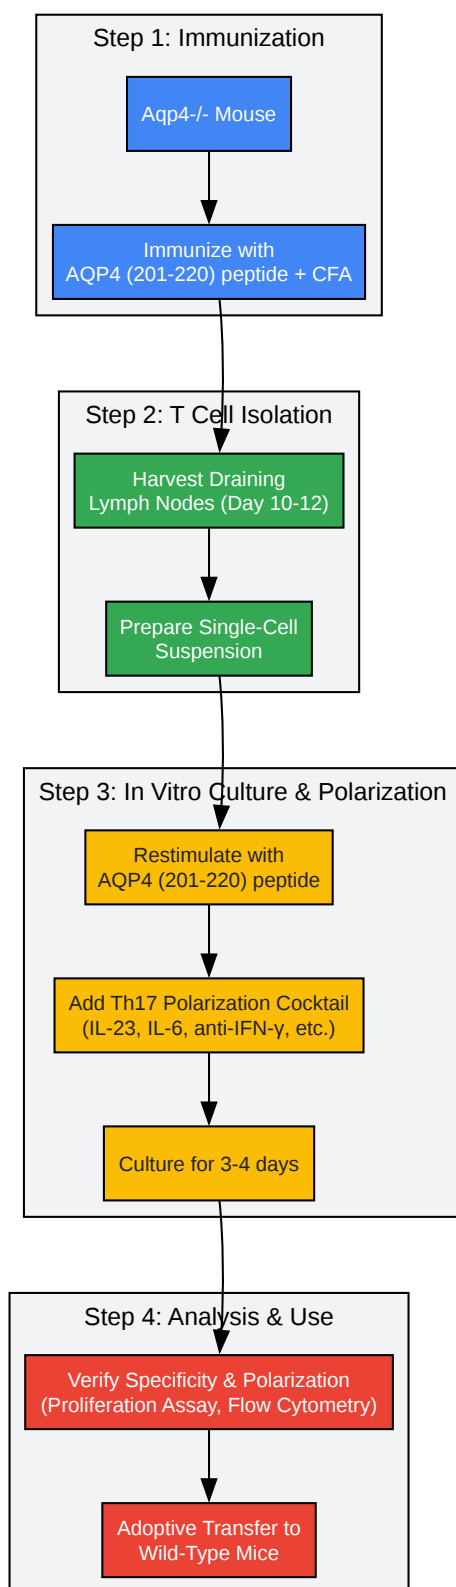 Step 1: Immunization
Aqp4-/- Mouse
Immunize with
AQP4 (201-220) peptide + CFA
Step 2: T Cell Isolation
Harvest Draining
Lymph Nodes (Day 10-12)
Prepare Single-Cell
Suspension
Step 3: In Vitro Culture & Polarization
Restimulate with
AQP4 (201-220) peptide
Add Th17 Polarization Cocktail
(IL-23, IL-6, anti-IFN-γ, etc.)
Culture for 3-4 days
Step 4: Analysis & Use
Verify Specificity & Polarization
(Proliferation Assay, Flow Cytometry)
Adoptive Transfer to
Wild-Type Mice